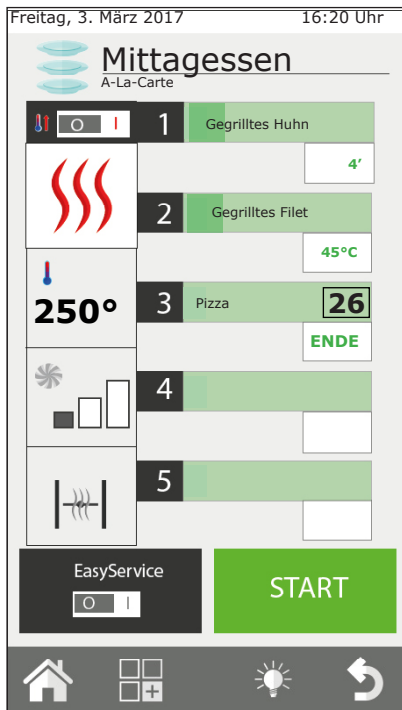 Freitag, 3. März 2017 16:20 Uhr
Mittagessen
A-La-Carte
O I
1 Gegrilltes Huhn
4′
2 Gegrilltes Filet
45°C
250°
3 Pizza 26
ENDE
4
5
EasyService
O I
START